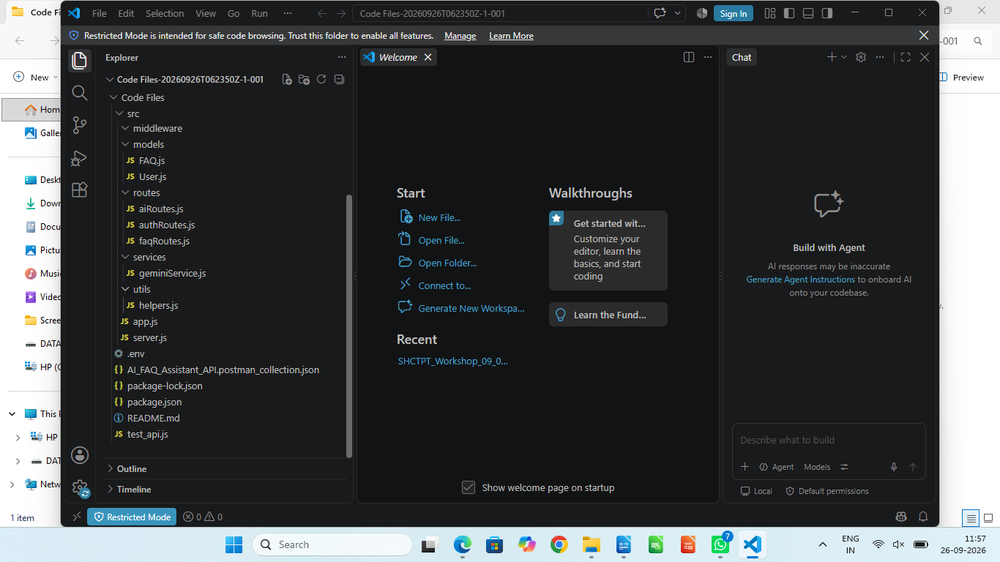 Code Fi
File Edit Selection View Go Run ···
Code Files-20260926T062350Z-1-001
Sign In
Restricted Mode is intended for safe code browsing. Trust this folder to enable all features. Manage Learn More
-001
New
Preview
Home
Galle
Deskt
Down
Docu
Pictu
Music
Video
Scree
DATA
HP (
This P
HP
DAT
Netw
1 item
Explorer
Code Files-20260926T062350Z-1-001
Code Files
src
middleware
models
JS FAQ.js
JS User.js
routes
JS aiRoutes.js
JS authRoutes.js
JS faqRoutes.js
services
JS geminiService.js
utils
JS helpers.js
JS app.js
JS server.js
.env
{} AI_FAQ_Assistant_API.postman_collection.json
{} package-lock.json
{} package.json
README.md
JS test_api.js
Outline
Timeline
Welcome
Start
New File...
Open File...
Open Folder...
Connect to...
Generate New Workspa...
Recent
SHCTPT_Workshop_09_0...
Walkthroughs
Get started wit...
Customize your
editor, learn the
basics, and start
coding
Learn the Fund...
Show welcome page on startup
Chat
Build with Agent
AI responses may be inaccurate
Generate Agent Instructions to onboard AI
onto your codebase.
Describe what to build
Agent Models
Local Default permissions
Restricted Mode 0 0
Search
7
ENG
IN
11:57
26-09-2026